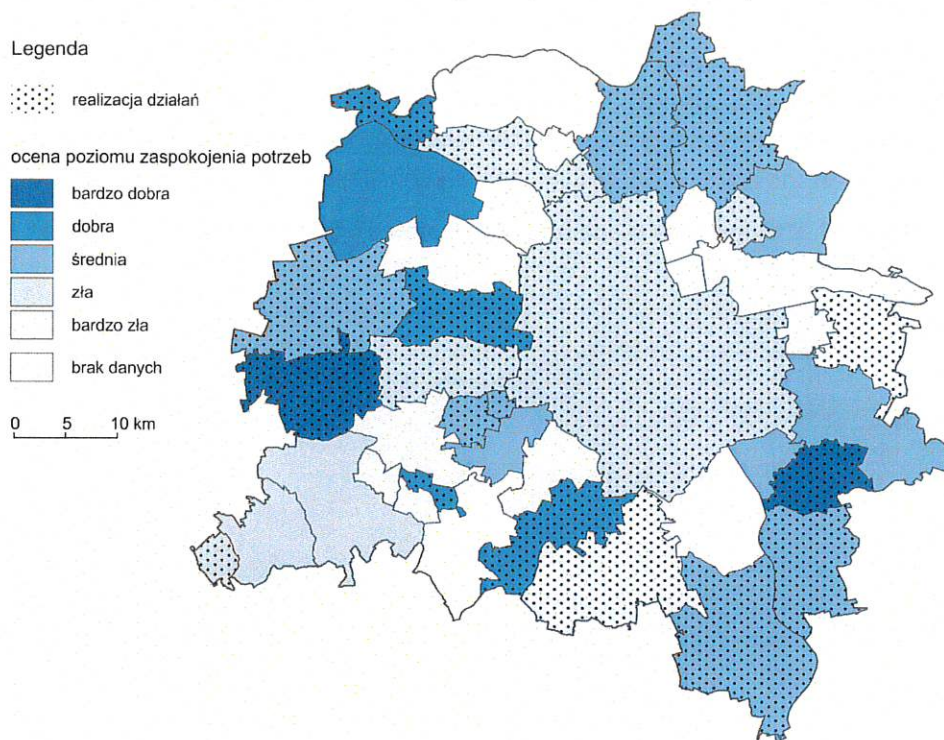 Legenda
realizacja działań
ocena poziomu zaspokojenia potrzeb
bardzo dobra
dobra
średnia
zła
bardzo zła
brak danych
0 5 10 km